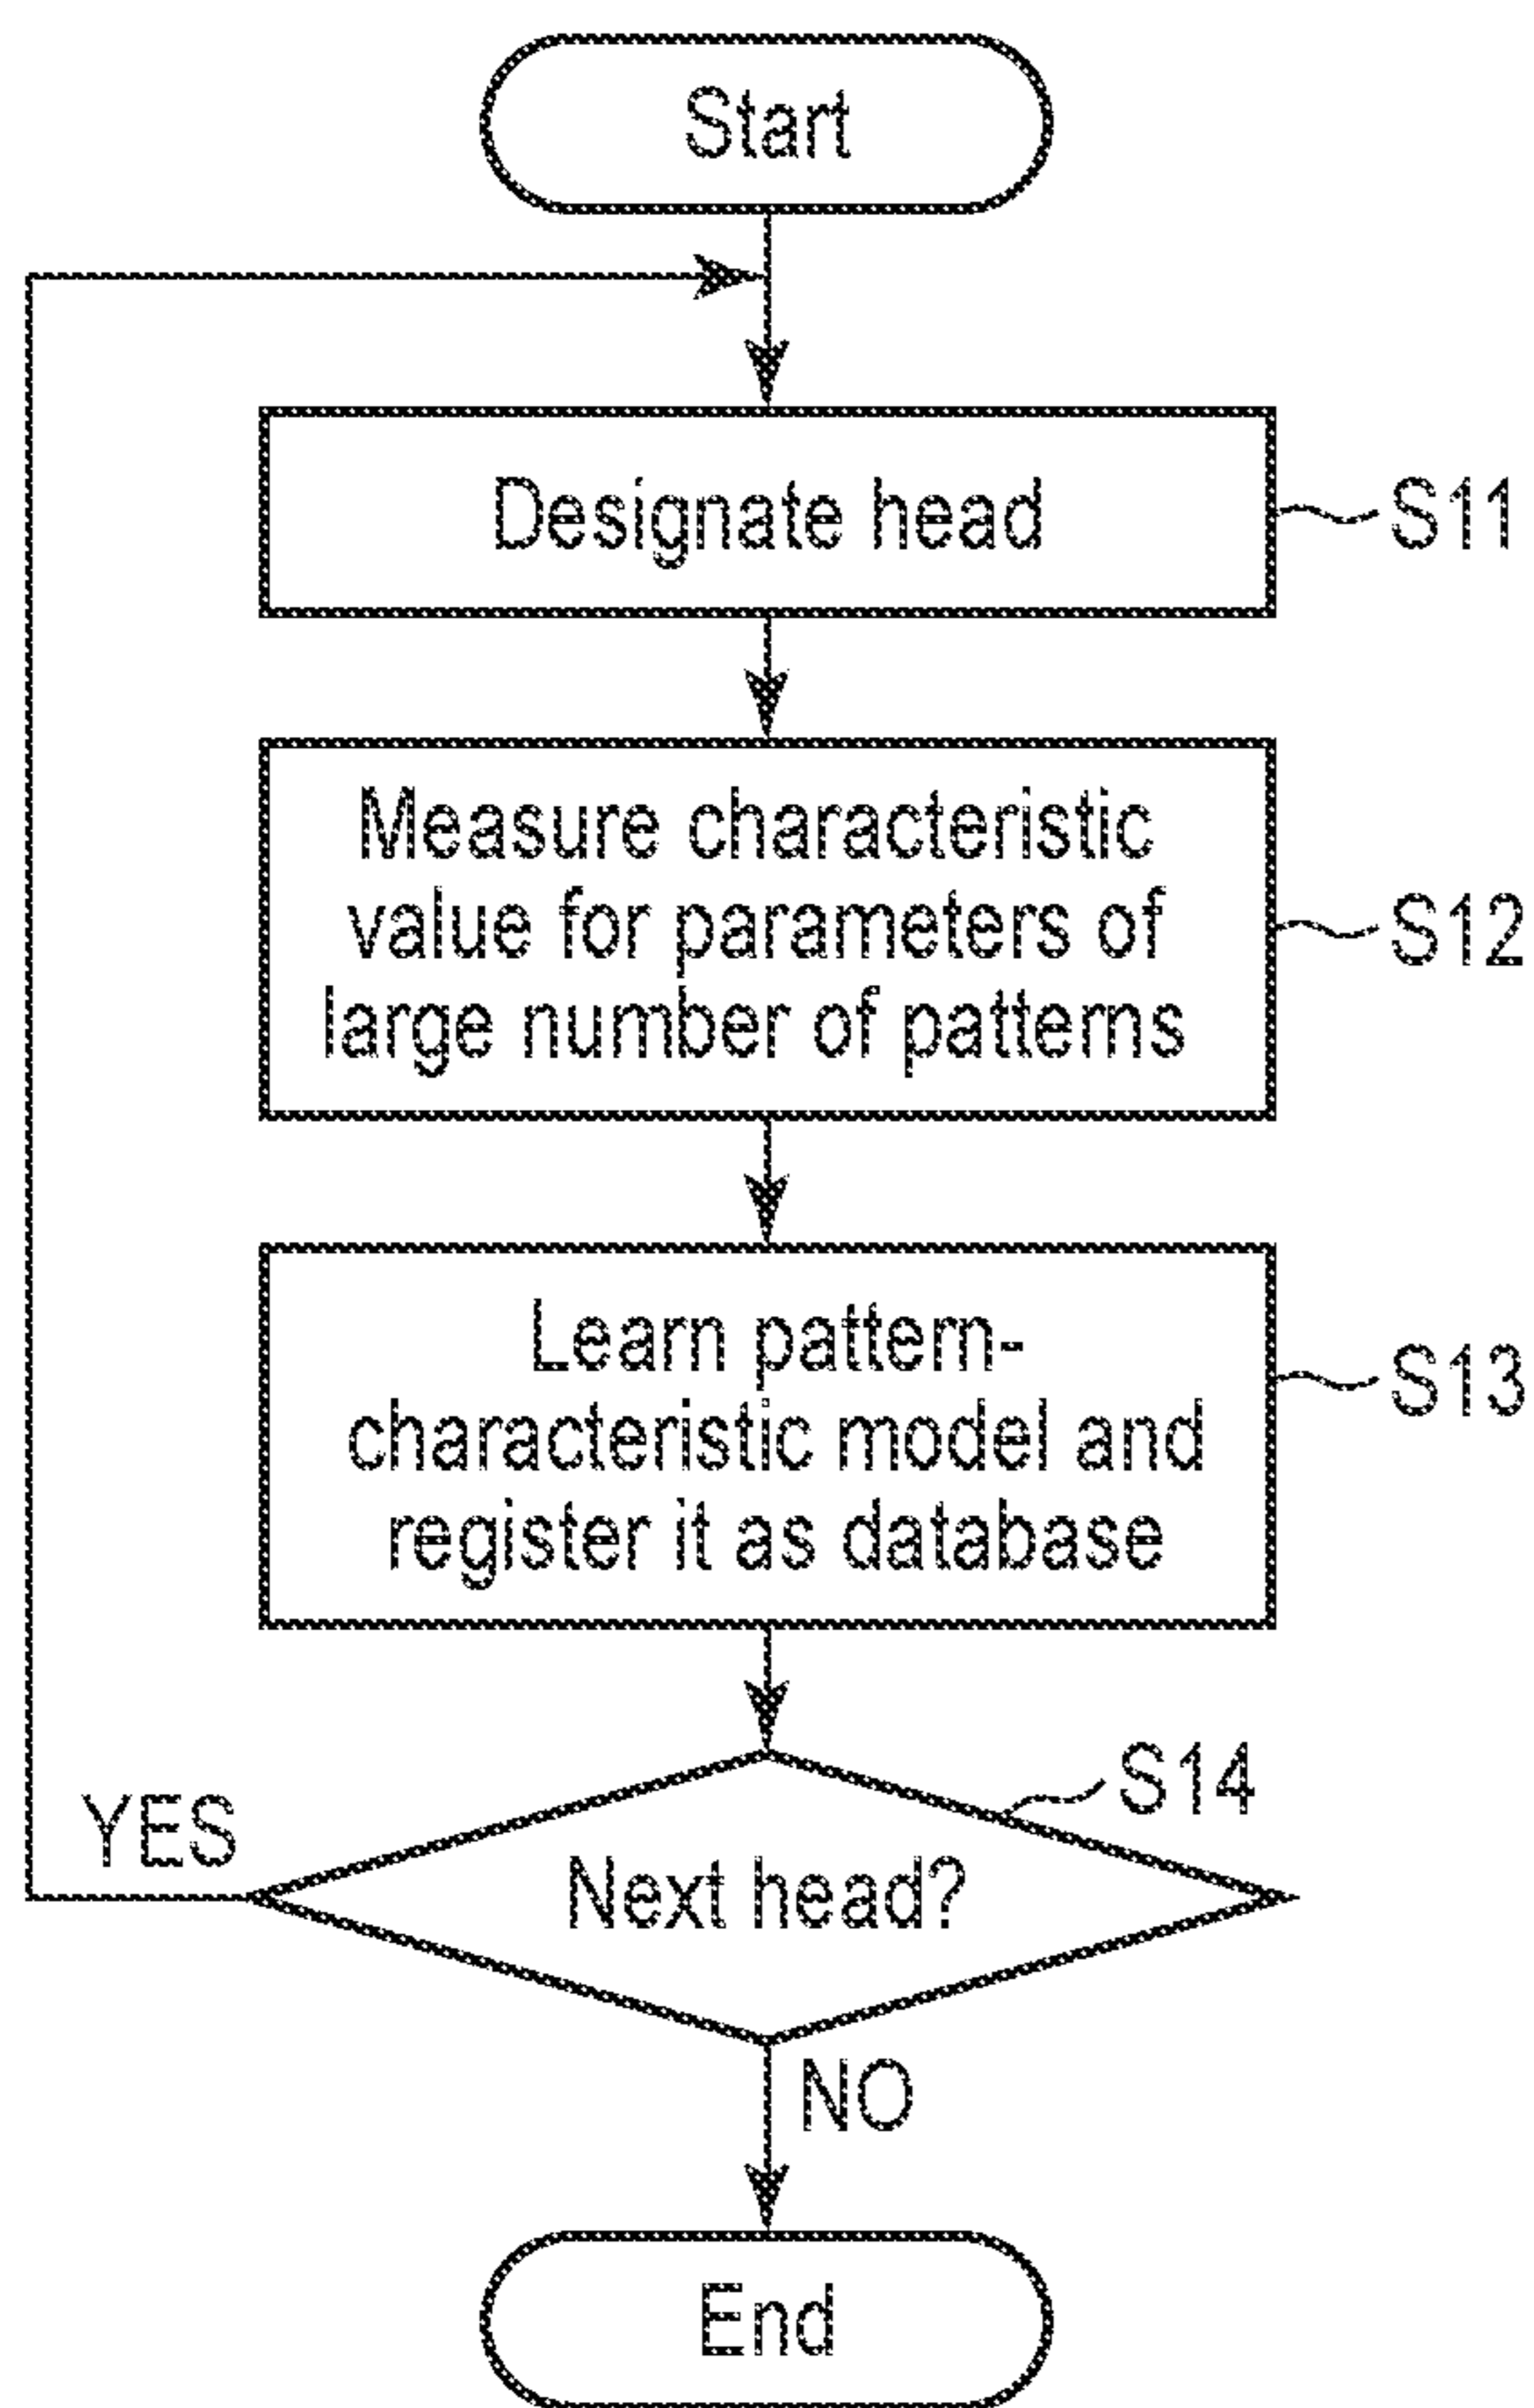 Start
Designate head
S11
Measure characteristic
value for parameters of
large number of patterns
S12
Learn pattern-
characteristic model and
register it as database
S13
S14
YES
Next head?
NO
End